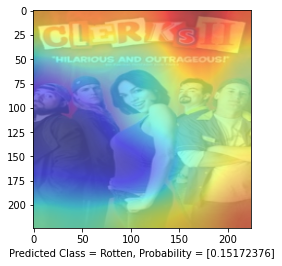 0
25
50
75
100
125
150
175
200
CLERKS II
"HILARIOUS AND OUTRAGEOUS!"
0 50 100 150 200
Predicted Class = Rotten, Probability = [0.15172376]